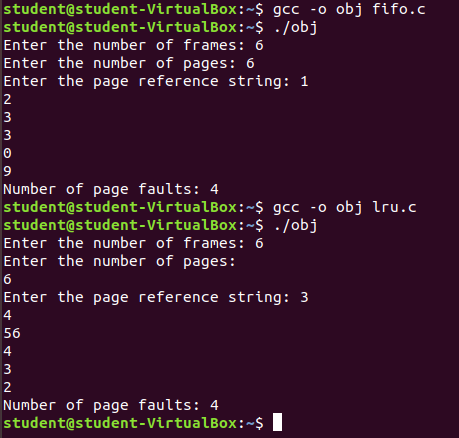 student@student-VirtualBox:~$ gcc -o obj fifo.c
student@student-VirtualBox:~$ ./obj
Enter the number of frames: 6
Enter the number of pages: 6
Enter the page reference string: 1
2
3
3
0
9
Number of page faults: 4
student@student-VirtualBox:~$ gcc -o obj lru.c
student@student-VirtualBox:~$ ./obj
Enter the number of frames: 6
Enter the number of pages:
6
Enter the page reference string: 3
4
56
4
3
2
Number of page faults: 4
student@student-VirtualBox:~$